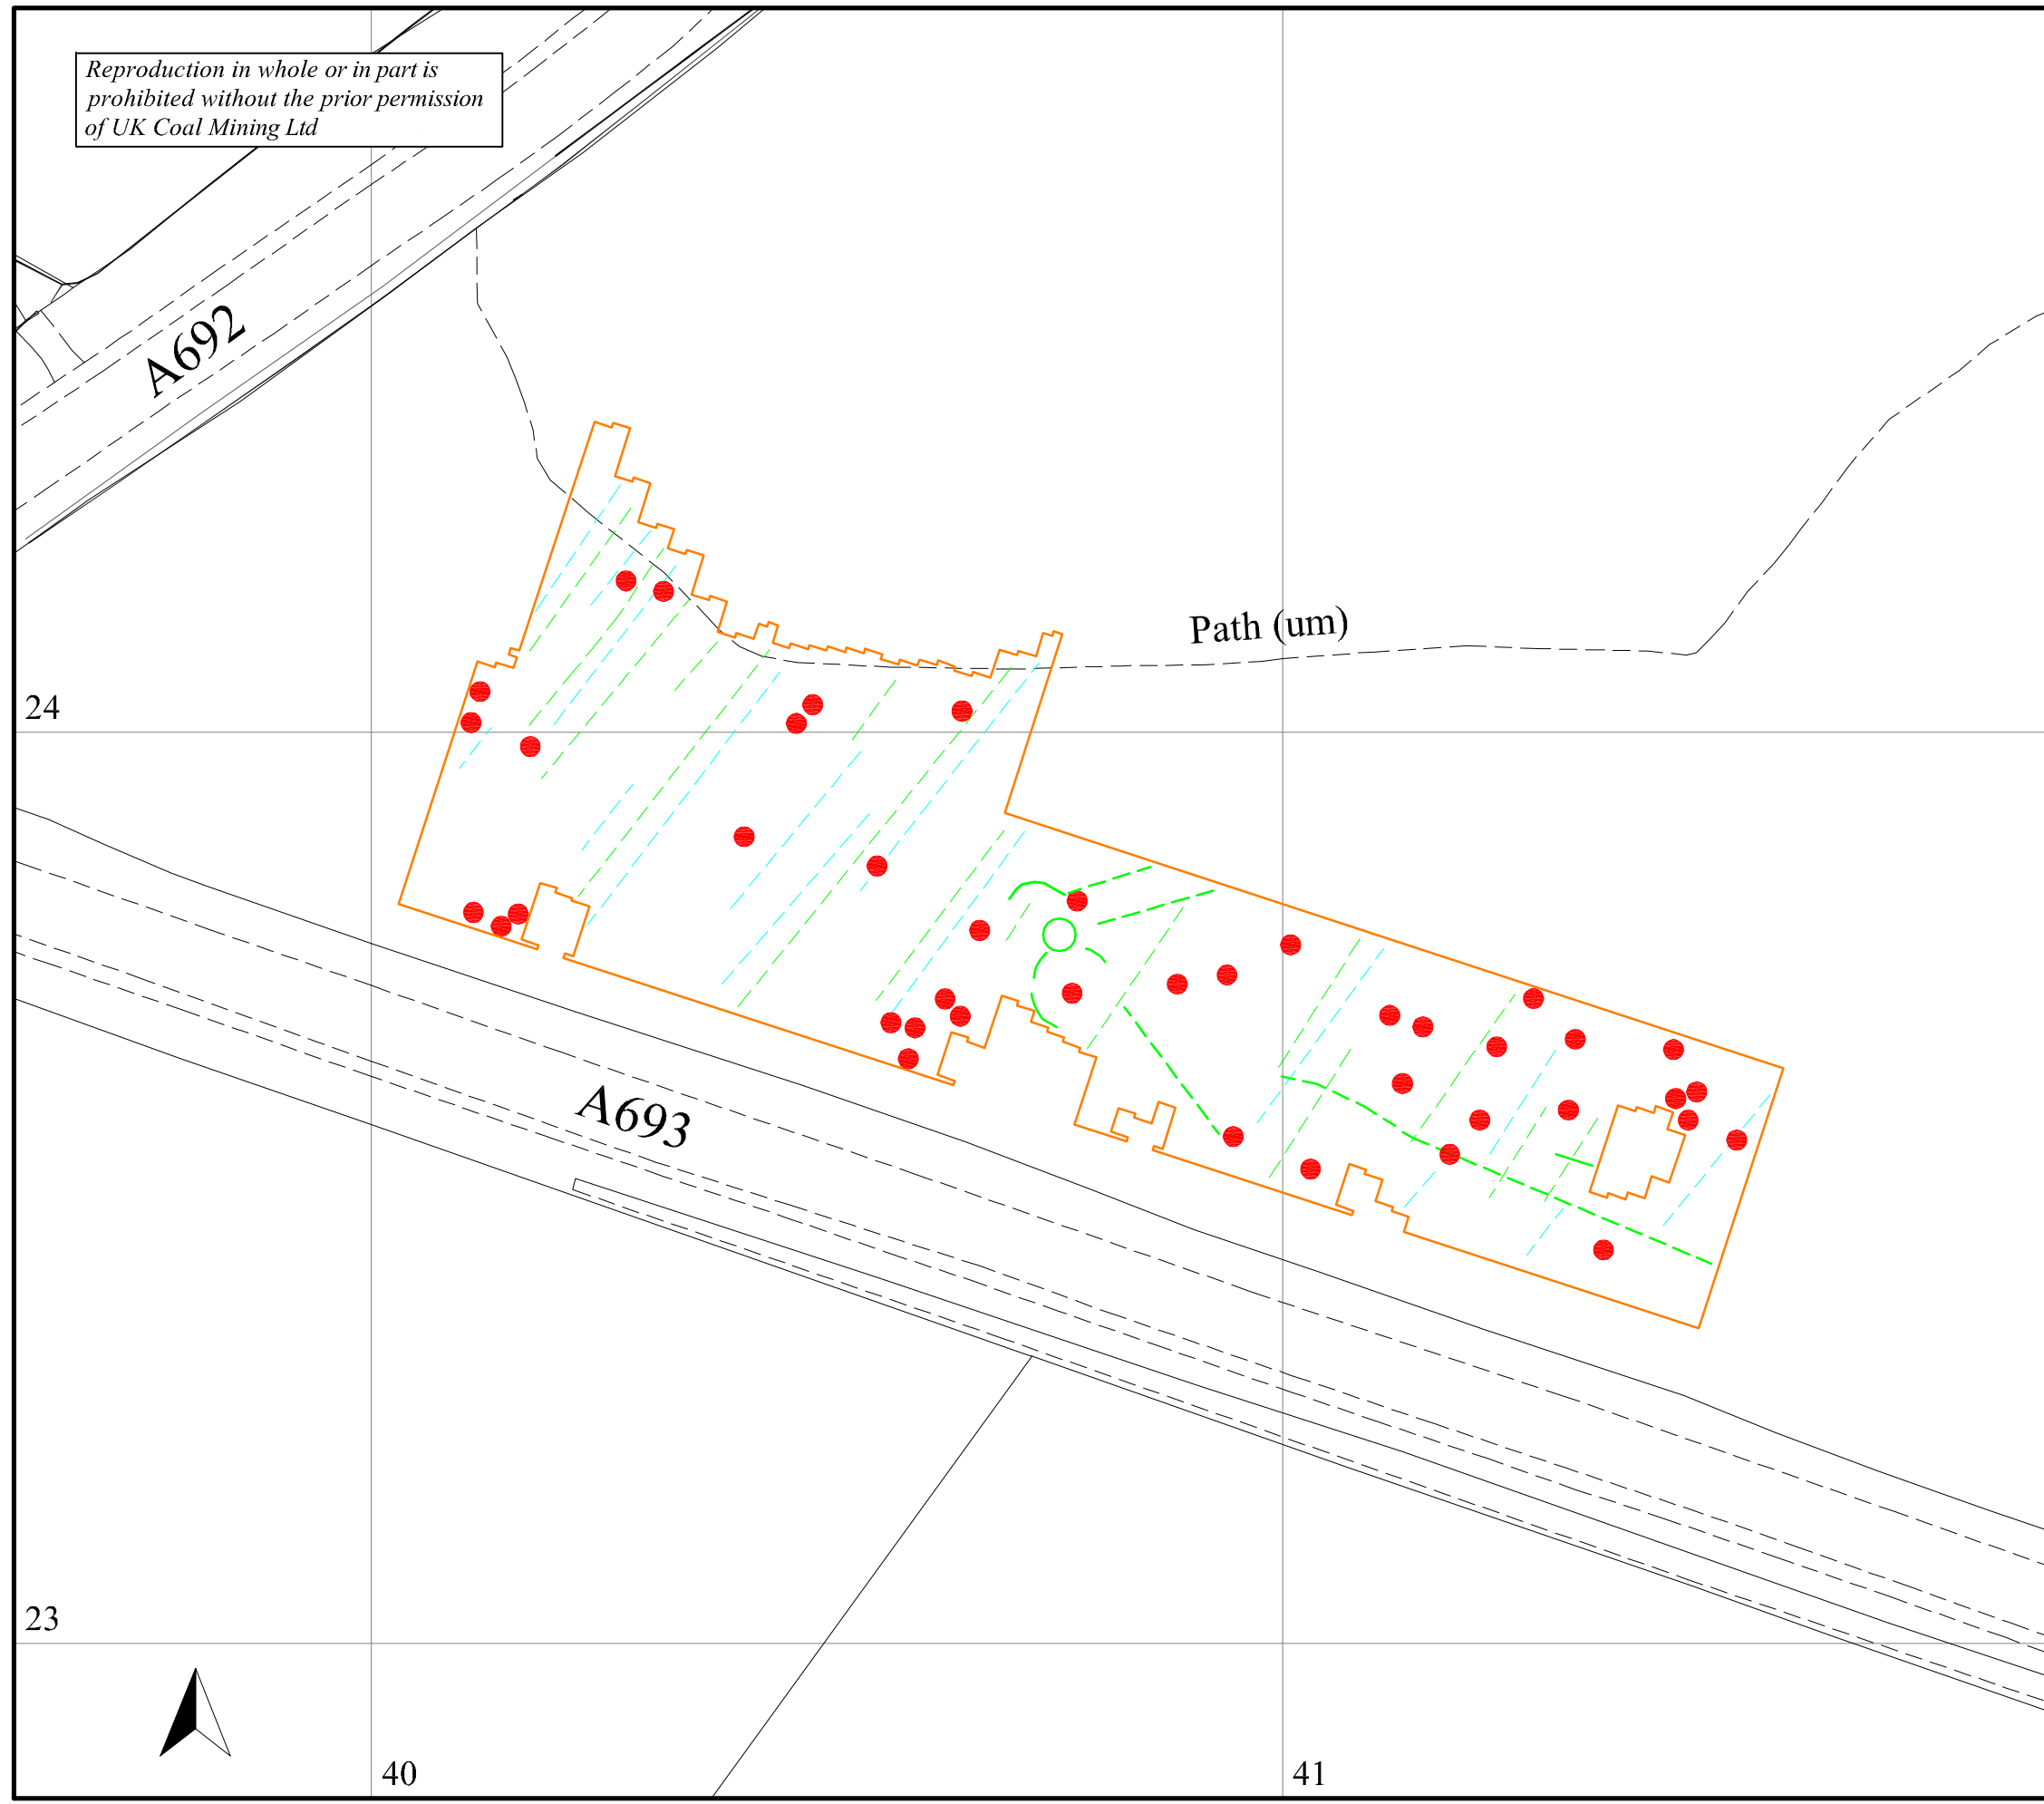 Reproduction in whole or in part is
prohibited without the prior permission
of UK Coal Mining Ltd
A692
Path (um)
24
A693
23
40
41